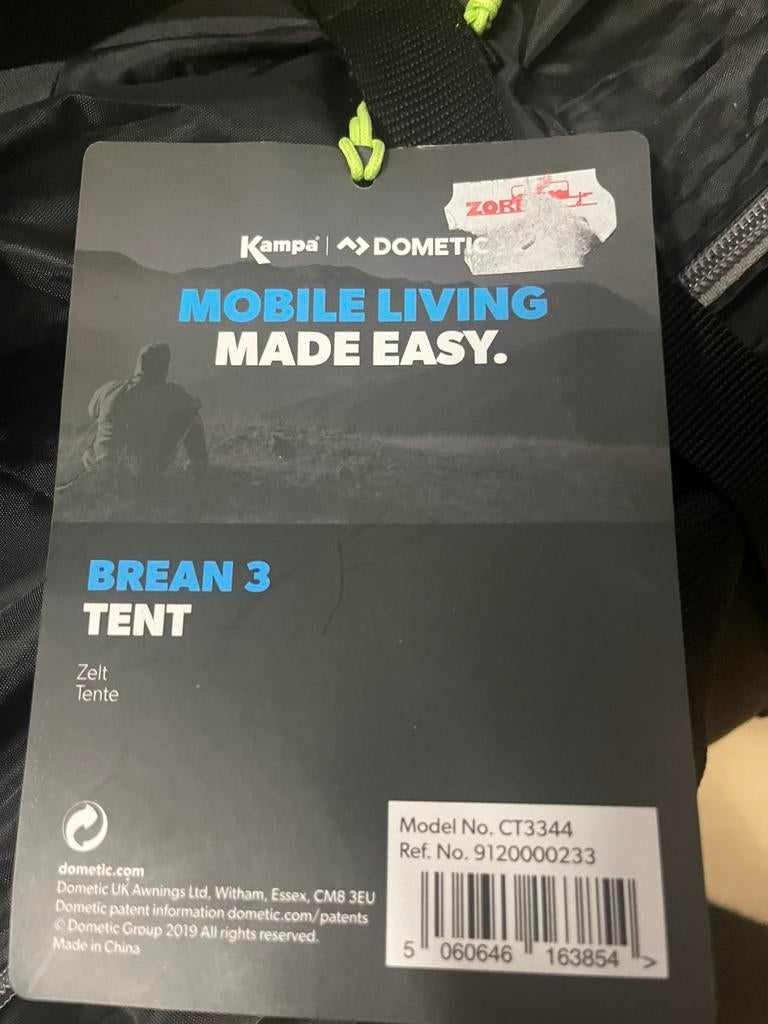 ZOR
Kampa | DOMETIC
MOBILE LIVING
MADE EASY.
BREAN 3
TENT
Zelt
Tente
Model No. CT3344
Ref. No. 9120000233
5 060646 163854 >
dometic.com
Dometic UK Awnings Ltd, Witham, Essex, CM8 3EU
Dometic patent information dometic.com/patents
© Dometic Group 2019 All rights reserved.
Made in China